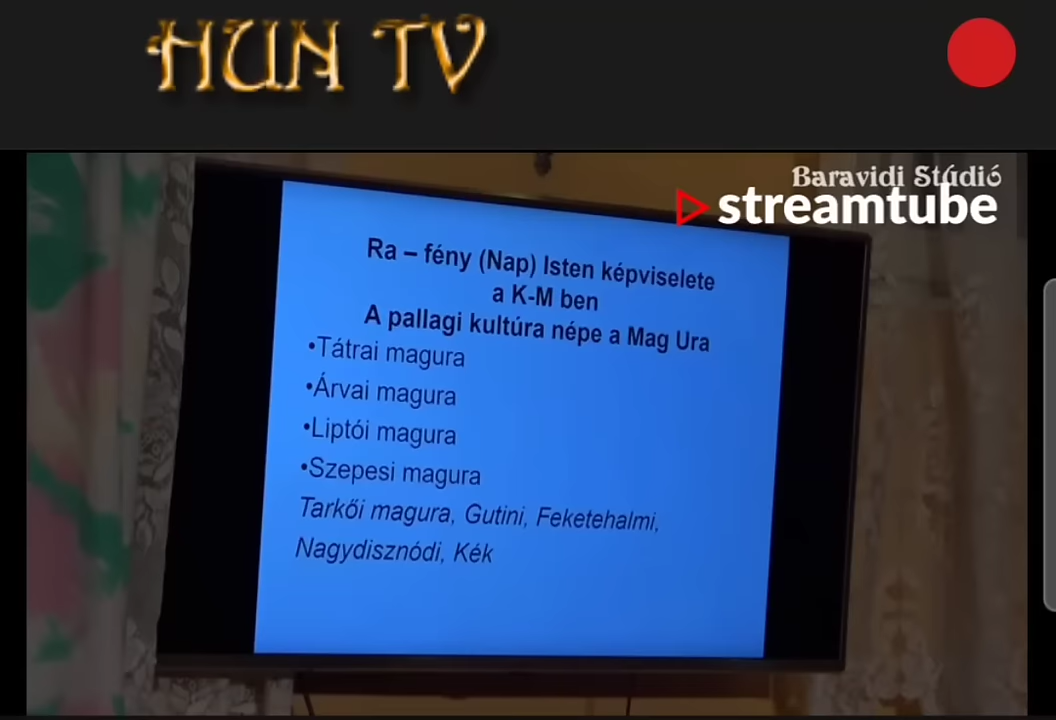 HUN TV
Baravidi Stúdió
streamtube
Ra – fény (Nap) Isten képviselete
a K-M ben
A pallagi kultúra népe a Mag Ura
•Tátrai magura
•Árvai magura
•Liptói magura
•Szepesi magura
Tarkői magura, Gutini, Feketehalmi,
Nagydisznódi, Kék